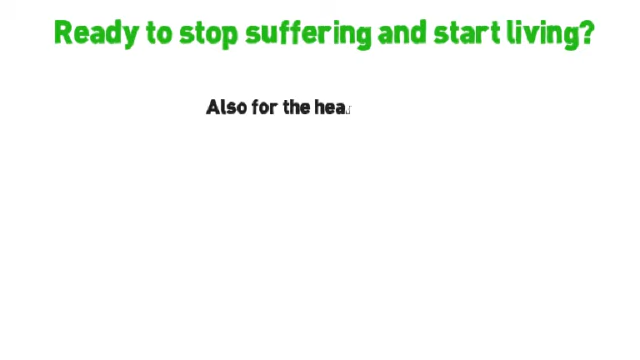 Ready to stop suffering and start living?
Also for the hea